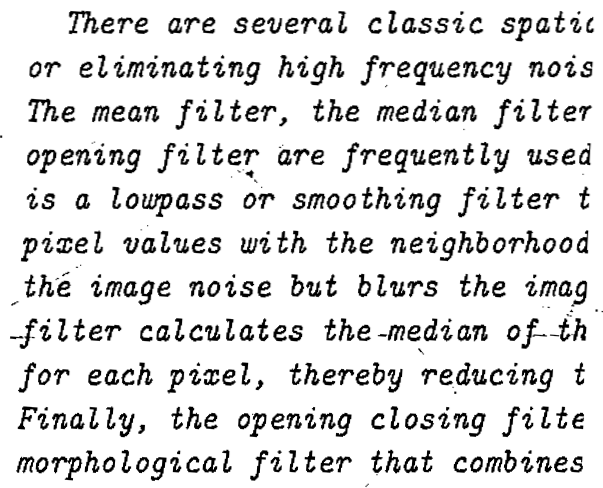 There are several classic spatia
or eliminating high frequency nois
The mean filter, the median filter
opening filter are frequently used
is a lowpass or smoothing filter t
pixel values with the neighborhood
the image noise but blurs the imag
filter calculates the median of th
for each pixel, thereby reducing t
Finally, the opening closing filte
morphological filter that combines